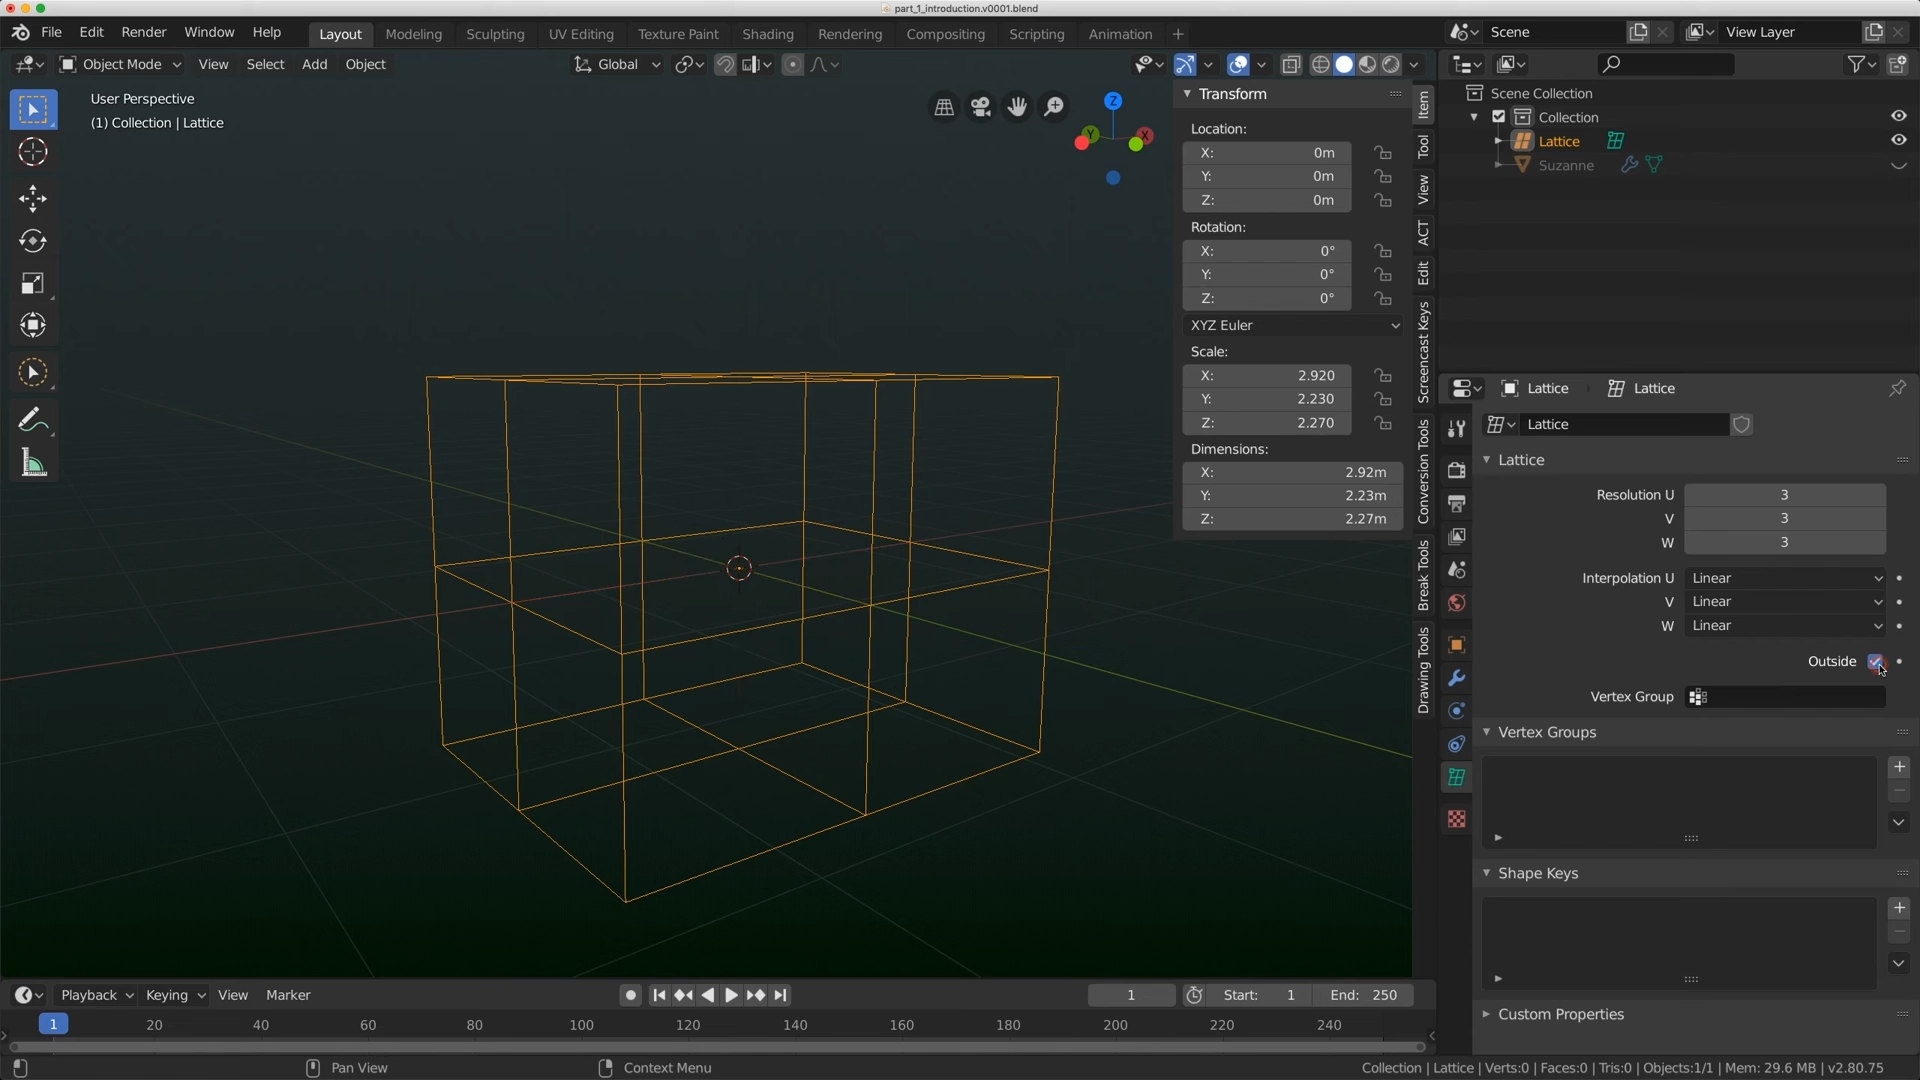 part_1_introduction.v0001.blend
File Edit Render Window Help Layout Modeling Sculpting UV Editing Texture Paint Shading Rendering Compositing Scripting Animation + Scene View Layer
Object Mode View Select Add Object Global
User Perspective
(1) Collection | Lattice
Z
Y
X
Transform
Location:
X: 0m
Y: 0m
Z: 0m
Rotation:
X: 0°
Y: 0°
Z: 0°
XYZ Euler
Scale:
X: 2.920
Y: 2.230
Z: 2.270
Dimensions:
X: 2.92m
Y: 2.23m
Z: 2.27m
Item
Tool
View
ACT
Edit
Screencast Keys
Conversion Tools
Break Tools
Drawing Tools
Scene Collection
Collection
Lattice
Suzanne
Lattice Lattice
Lattice
Lattice
Resolution U 3
V 3
W 3
Interpolation U Linear
V Linear
W Linear
Outside
Vertex Group
Vertex Groups
Shape Keys
Custom Properties
Playback Keying View Marker 1 Start: 1 End: 250
1 20 40 60 80 100 120 140 160 180 200 220 240
Pan View Context Menu Collection | Lattice | Verts:0 | Faces:0 | Tris:0 | Objects:1/1 | Mem: 29.6 MB | v2.80.75